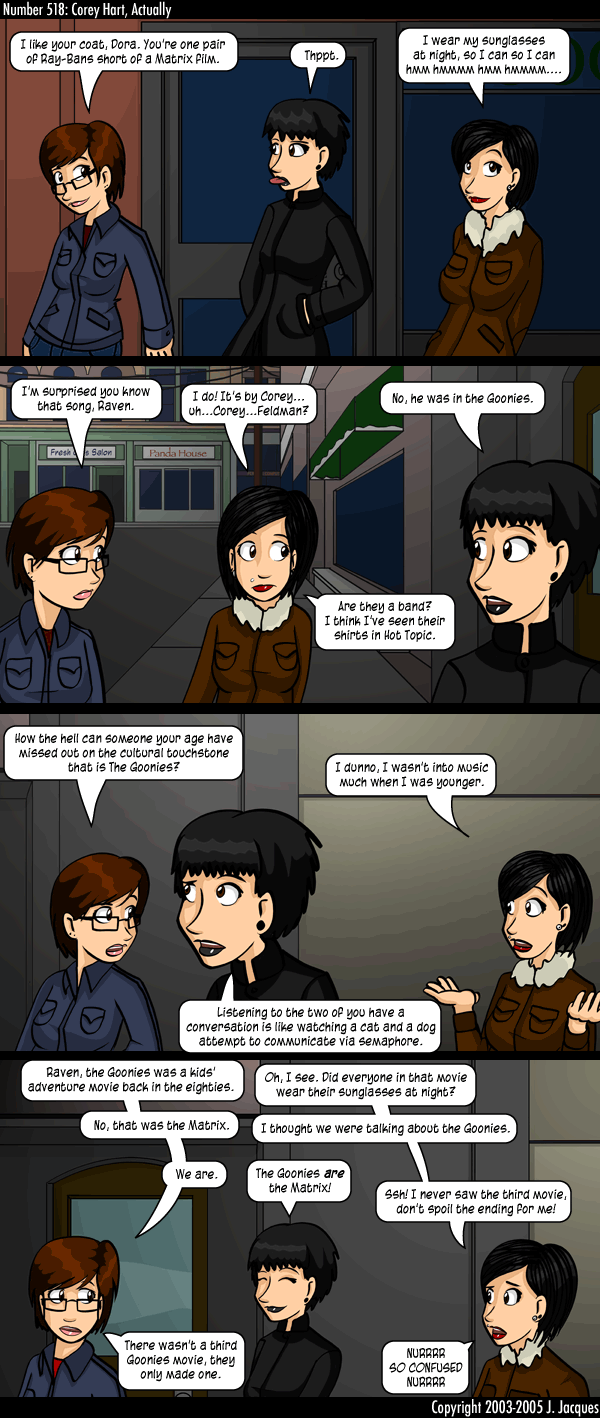 Number 518: Corey Hart, Actually
I like your coat, Dora. You're one pair
of Ray-Bans short of a Matrix film.
Thppt.
I wear my sunglasses
at night, so I can so I can
hmm hmmmm hmm hmmmm....
I'm surprised you know
that song, Raven.
I do! It's by Corey...
uh...Corey...Feldman?
No, he was in the Goonies.
Fresh Salon
Panda House
Are they a band?
I think I've seen their
shirts in Hot Topic.
How the hell can someone your age have
missed out on the cultural touchstone
that is The Goonies?
I dunno, I wasn't into music
much when I was younger.
Listening to the two of you have a
conversation is like watching a cat and a dog
attempt to communicate via semaphore.
Raven, the Goonies was a kids'
adventure movie back in the eighties.
Oh, I see. Did everyone in that movie
wear their sunglasses at night?
No, that was the Matrix.
I thought we were talking about the Goonies.
We are.
The Goonies are
the Matrix!
Ssh! I never saw the third movie,
don't spoil the ending for me!
There wasn't a third
Goonies movie, they
only made one.
NURRRR
SO CONFUSED
NURRRR
Copyright 2003-2005 J. Jacques